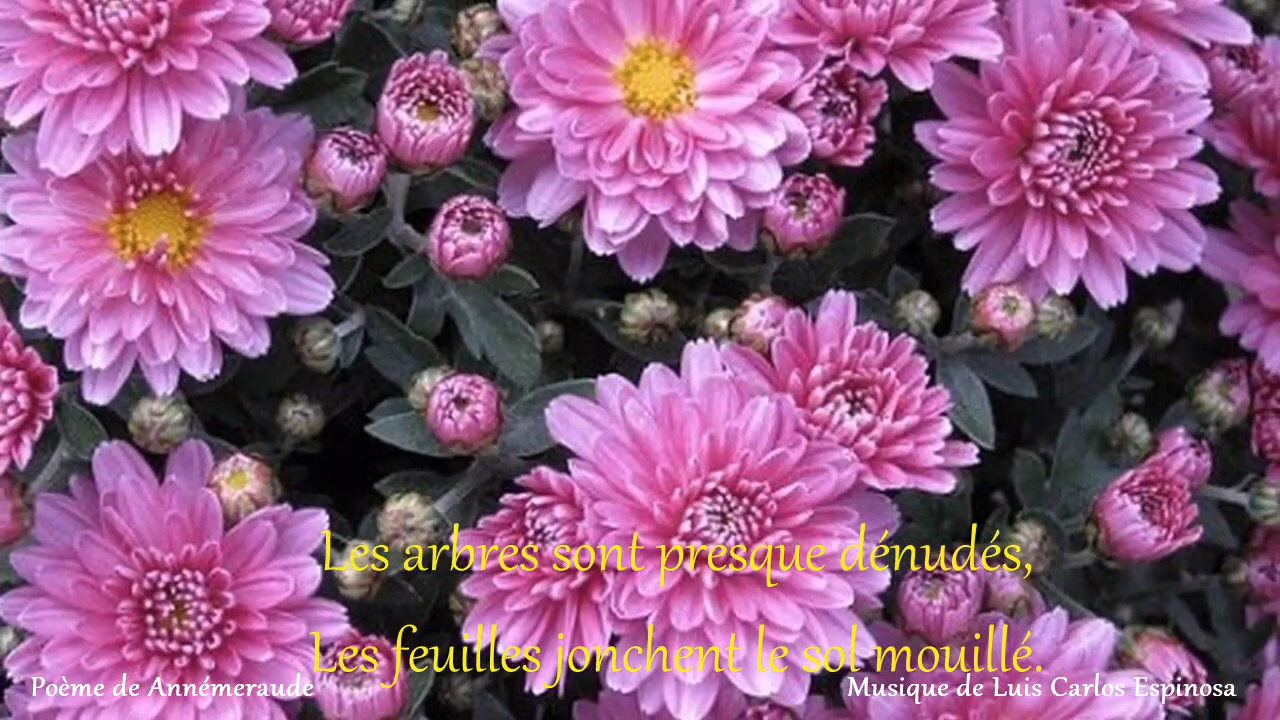 Les arbres sont presque dénudés,
Les feuilles jonchent le sol mouillé.
Poème de Annémeraude
Musique de Luis Carlos Espinosa